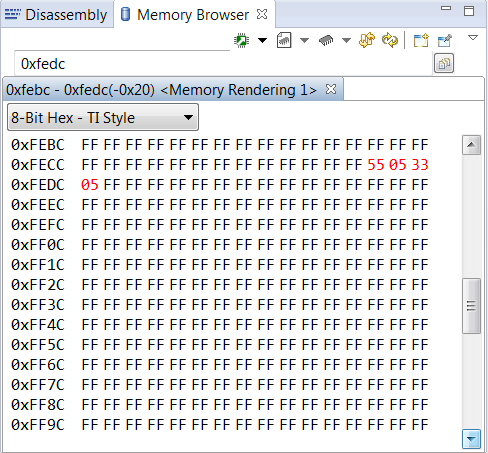 Disassembly Memory Browser
0xfedc
0xfebc - 0xfedc(-0x20) <Memory Rendering 1>
8-Bit Hex - TI Style
0xFEBC FF FF FF FF FF FF FF FF FF FF FF FF FF FF FF FF
0xFECC FF FF FF FF FF FF FF FF FF FF FF FF FF 55 05 33
0xFEDC 05 FF FF FF FF FF FF FF FF FF FF FF FF FF FF FF
0xFEEC FF FF FF FF FF FF FF FF FF FF FF FF FF FF FF FF
0xFEFC FF FF FF FF FF FF FF FF FF FF FF FF FF FF FF FF
0xFF0C FF FF FF FF FF FF FF FF FF FF FF FF FF FF FF FF
0xFF1C FF FF FF FF FF FF FF FF FF FF FF FF FF FF FF FF
0xFF2C FF FF FF FF FF FF FF FF FF FF FF FF FF FF FF FF
0xFF3C FF FF FF FF FF FF FF FF FF FF FF FF FF FF FF FF
0xFF4C FF FF FF FF FF FF FF FF FF FF FF FF FF FF FF FF
0xFF5C FF FF FF FF FF FF FF FF FF FF FF FF FF FF FF FF
0xFF6C FF FF FF FF FF FF FF FF FF FF FF FF FF FF FF FF
0xFF7C FF FF FF FF FF FF FF FF FF FF FF FF FF FF FF FF
0xFF8C FF FF FF FF FF FF FF FF FF FF FF FF FF FF FF FF
0xFF9C FF FF FF FF FF FF FF FF FF FF FF FF FF FF FF FF